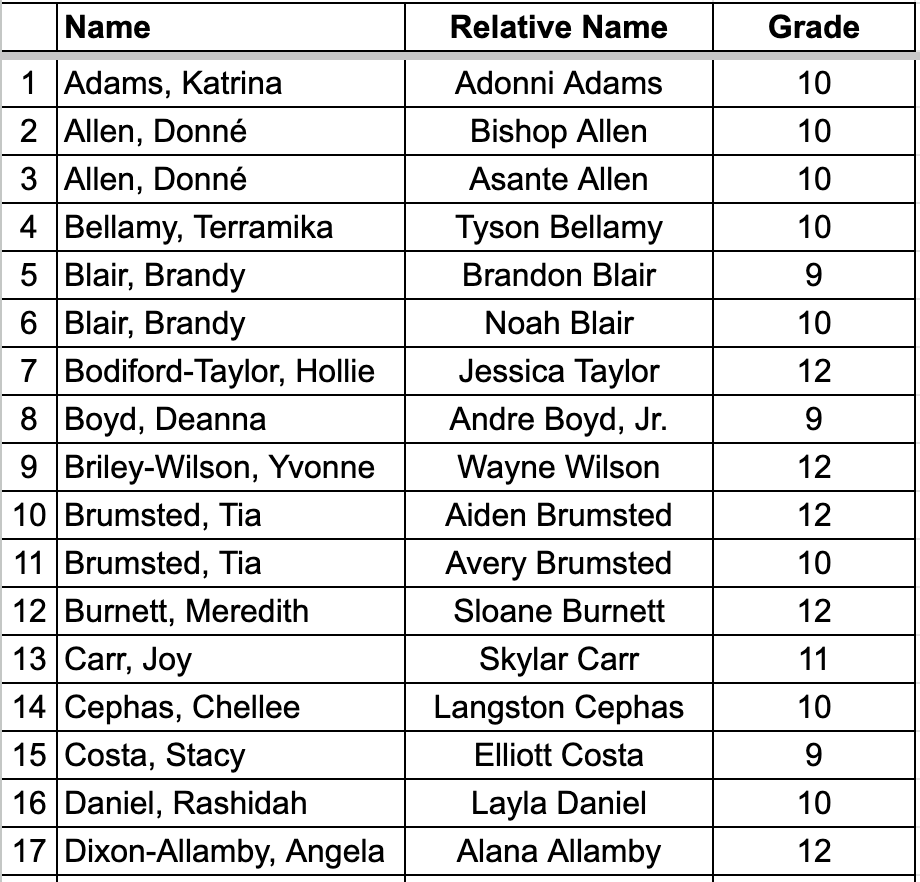 Name Relative Name Grade
1 Adams, Katrina Adonni Adams 10
2 Allen, Donné Bishop Allen 10
3 Allen, Donné Asante Allen 10
4 Bellamy, Terramika Tyson Bellamy 10
5 Blair, Brandy Brandon Blair 9
6 Blair, Brandy Noah Blair 10
7 Bodiford-Taylor, Hollie Jessica Taylor 12
8 Boyd, Deanna Andre Boyd, Jr. 9
9 Briley-Wilson, Yvonne Wayne Wilson 12
10 Brumsted, Tia Aiden Brumsted 12
11 Brumsted, Tia Avery Brumsted 10
12 Burnett, Meredith Sloane Burnett 12
13 Carr, Joy Skylar Carr 11
14 Cephas, Chellee Langston Cephas 10
15 Costa, Stacy Elliott Costa 9
16 Daniel, Rashidah Layla Daniel 10
17 Dixon-Allamby, Angela Alana Allamby 12